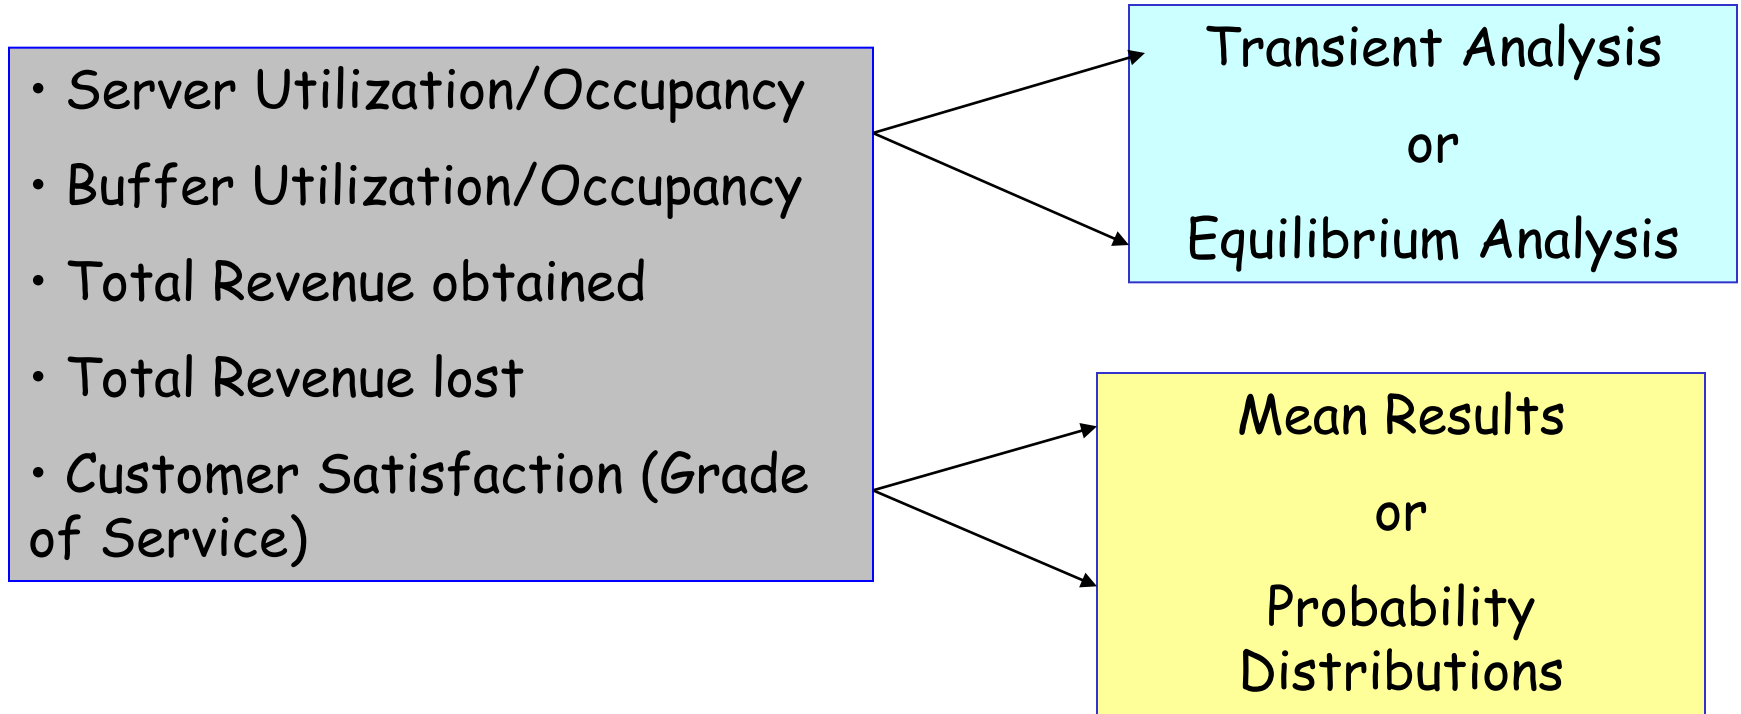 • Server Utilization/Occupancy
• Buffer Utilization/Occupancy
• Total Revenue obtained
• Total Revenue lost
• Customer Satisfaction (Grade
of Service)
Transient Analysis
or
Equilibrium Analysis
Mean Results
or
Probability
Distributions